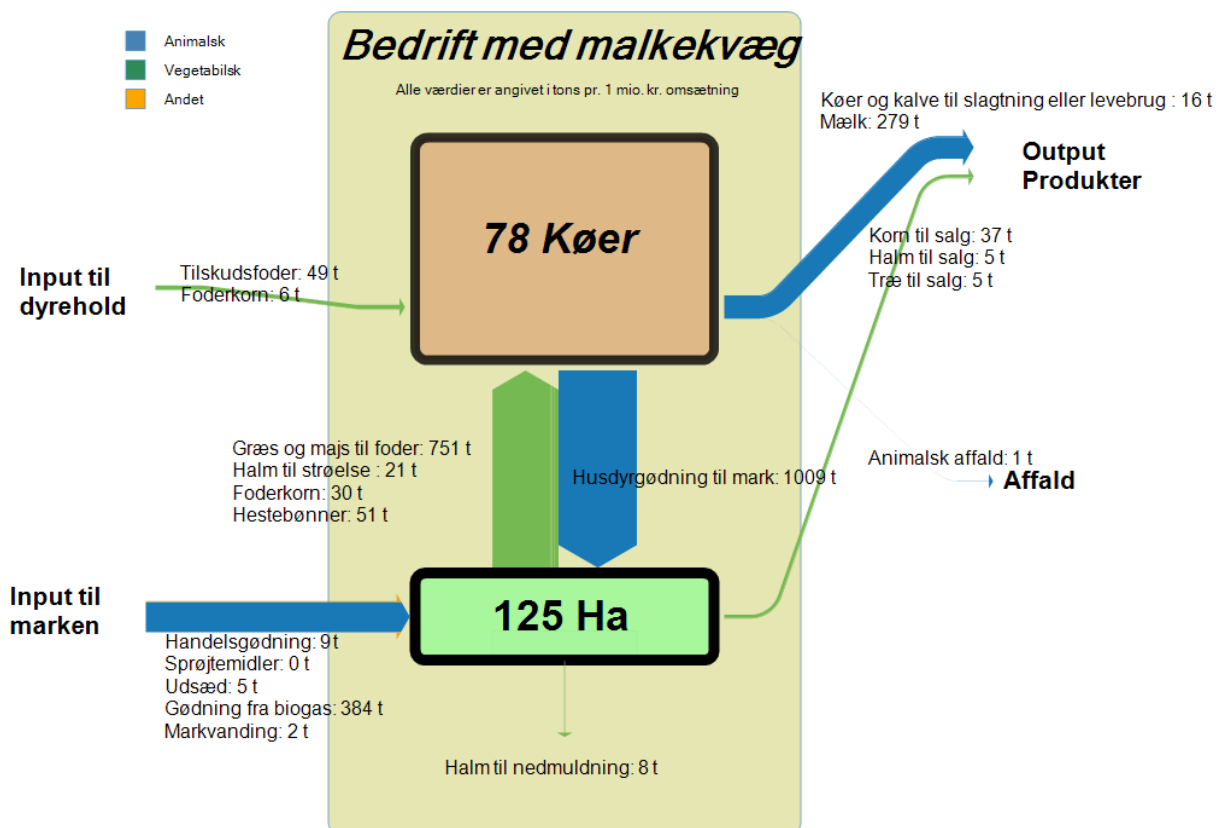 Animalsk
Vegetabilsk
Andet
Bedrift med malkekvæg
Alle værdier er angivet i tons pr. 1 mio. kr. omsætning
Køer og kalve til slagtning eller levebrug : 16 t
Mælk: 279 t
Output
Produkter
78 Køer
Korn til salg: 37 t
Halm til salg: 5 t
Træ til salg: 5 t
Input til
dyrehold
Tilskudsfoder: 49 t
Foderkorn: 6 t
Græs og majs til foder: 751 t
Halm til strøelse : 21 t
Foderkorn: 30 t
Hestebønner: 51 t
Husdyrgødning til mark: 1009 t
Animalsk affald: 1 t
Affald
Input til
marken
125 Ha
Handelsgødning: 9 t
Sprøjtemidler: 0 t
Udsæd: 5 t
Gødning fra biogas: 384 t
Markvanding: 2 t
Halm til nedmuldning: 8 t